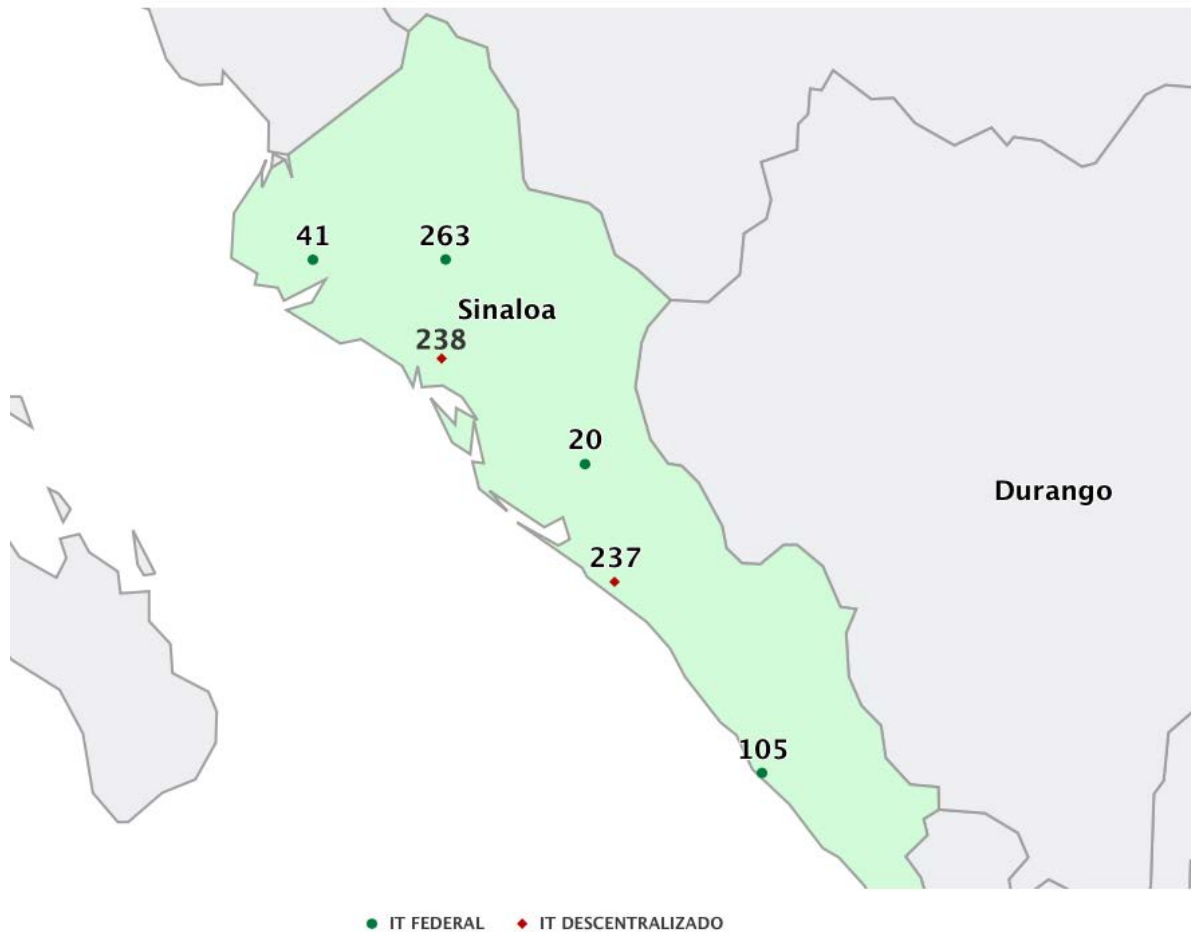 41
263
Sinaloa
238
20
Durango
237
105
IT FEDERAL IT DESCENTRALIZADO